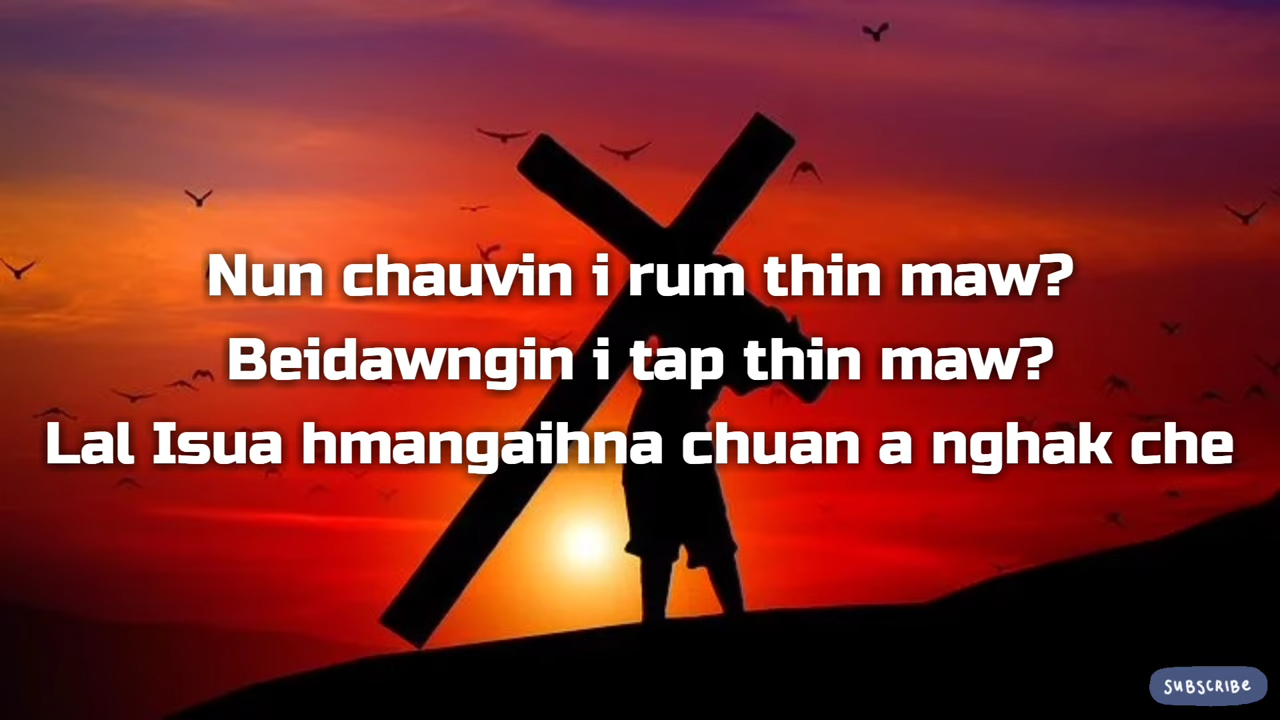 Nun chauvin i rum thin maw?
Beidawngin i tap thin maw?
Lal Isua hmangaihna chuan a nghak che
SUBSCRIBE